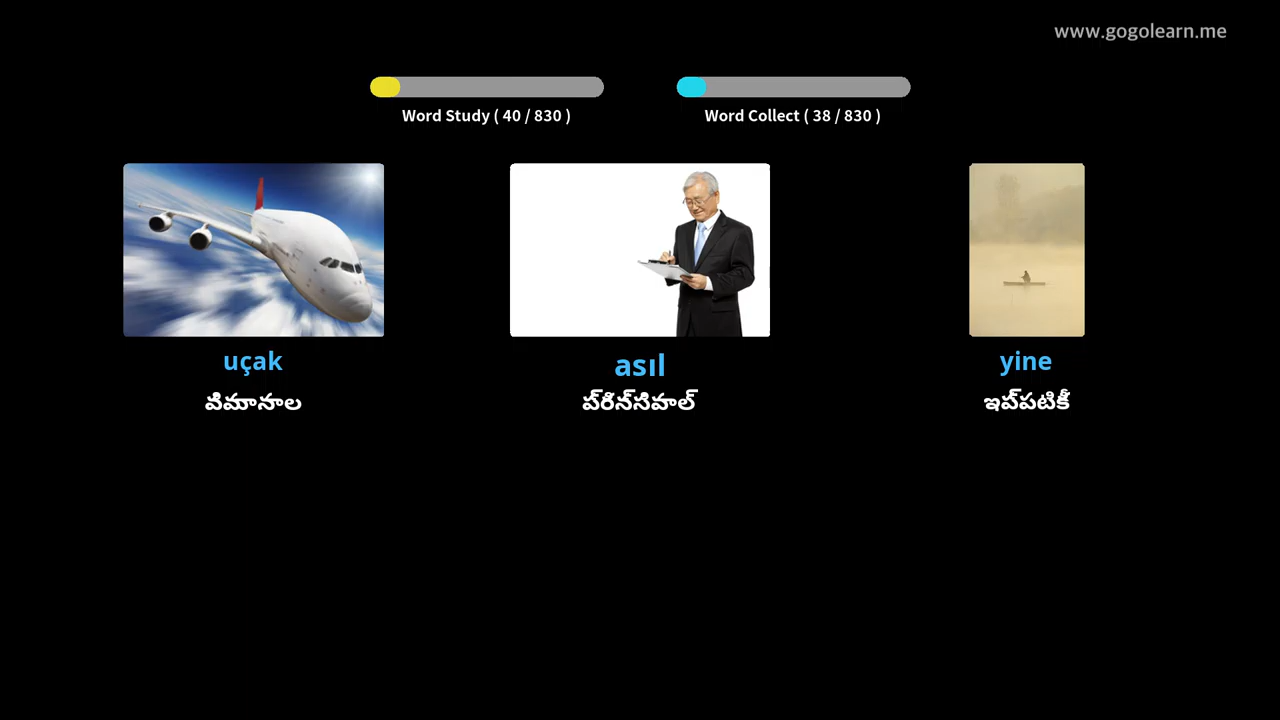 www.gogolearn.me
Word Study ( 40 / 830 )
Word Collect ( 38 / 830 )
uçak
asıl
yine
విమానాల
ప్రిన్సిపాల్
ఇప్పటికీ